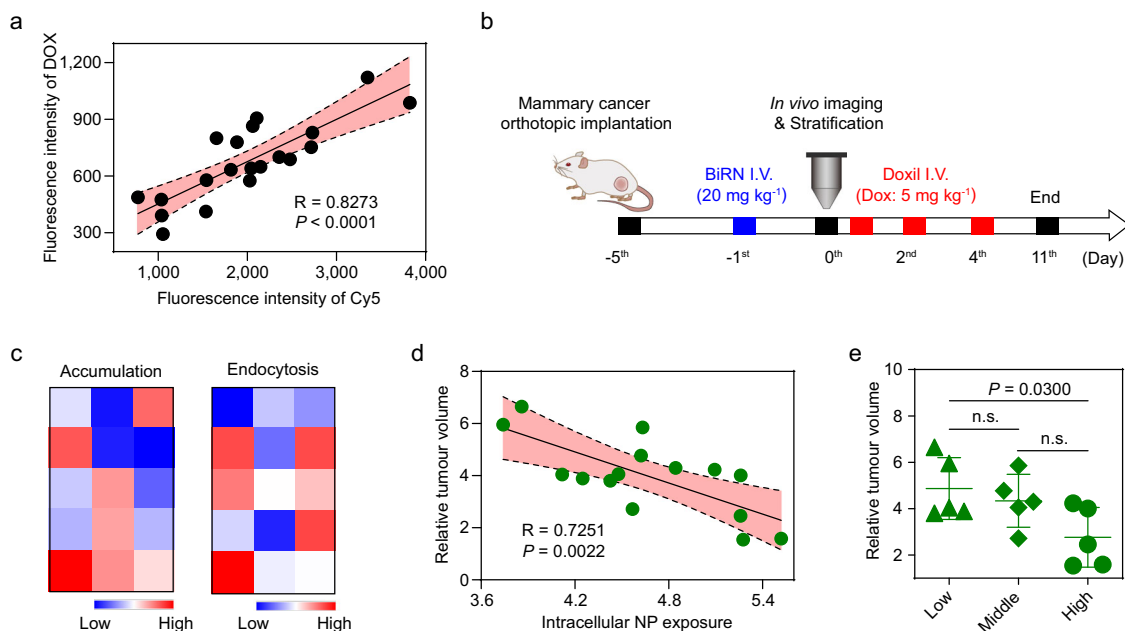 a
Fluorescence intensity of DOX
1,200
900
600
300
R = 0.8273
P < 0.0001
1,000
2,000
3,000
4,000
Fluorescence intensity of Cy5
b
Mammary cancer
orthotopic implantation
In vivo imaging
& Stratification
BiRN I.V.
(20 mg kg⁻¹)
Doxil I.V.
(Dox: 5 mg kg⁻¹)
End
-5ᵗʰ
-1ˢᵗ
0ᵗʰ
2ⁿᵈ
4ᵗʰ
11ᵗʰ
(Day)
c
Accumulation
Endocytosis
Low
High
Low
High
d
Relative tumour volume
8
6
4
2
0
R = 0.7251
P = 0.0022
3.6
4.2
4.8
5.4
Intracellular NP exposure
e
Relative tumour volume
10
8
6
4
2
P = 0.0300
n.s.
n.s.
Low
Middle
High